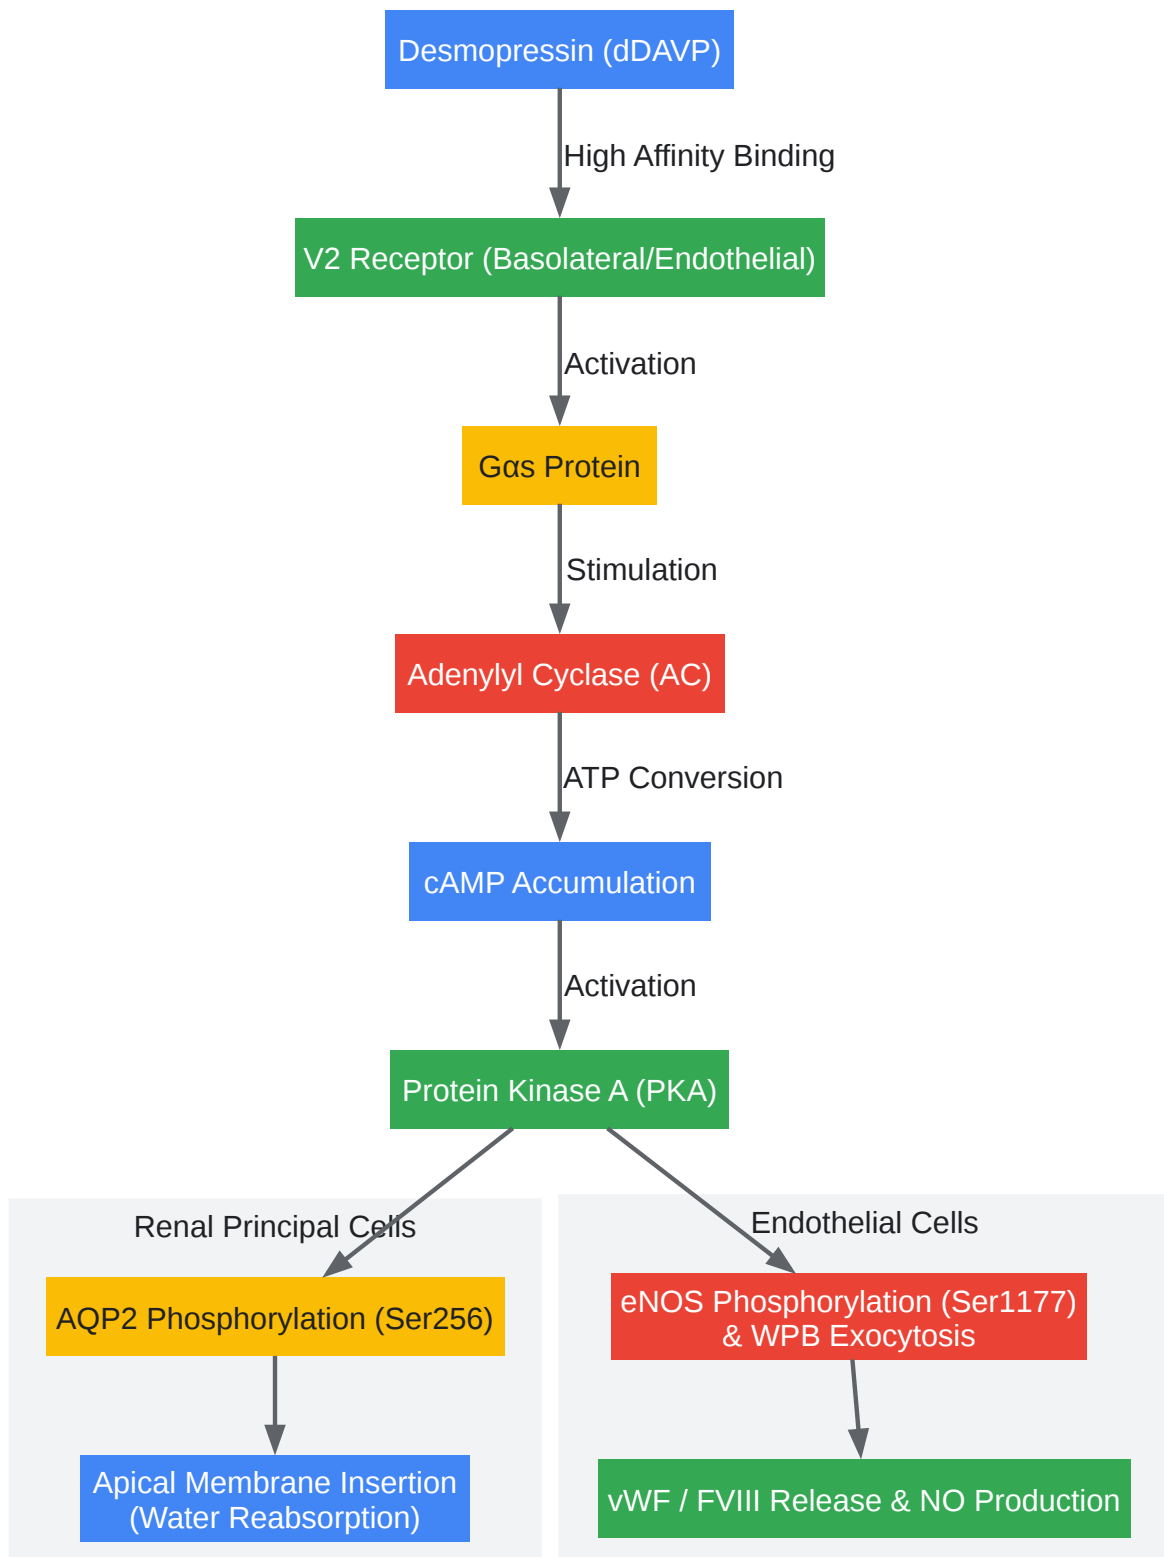 Desmopressin (dDAVP)
High Affinity Binding
V2 Receptor (Basolateral/Endothelial)
Activation
Gαs Protein
Stimulation
Adenylyl Cyclase (AC)
ATP Conversion
cAMP Accumulation
Activation
Protein Kinase A (PKA)
Renal Principal Cells
AQP2 Phosphorylation (Ser256)
Apical Membrane Insertion
(Water Reabsorption)
Endothelial Cells
eNOS Phosphorylation (Ser1177)
& WPB Exocytosis
vWF / FVIII Release & NO Production